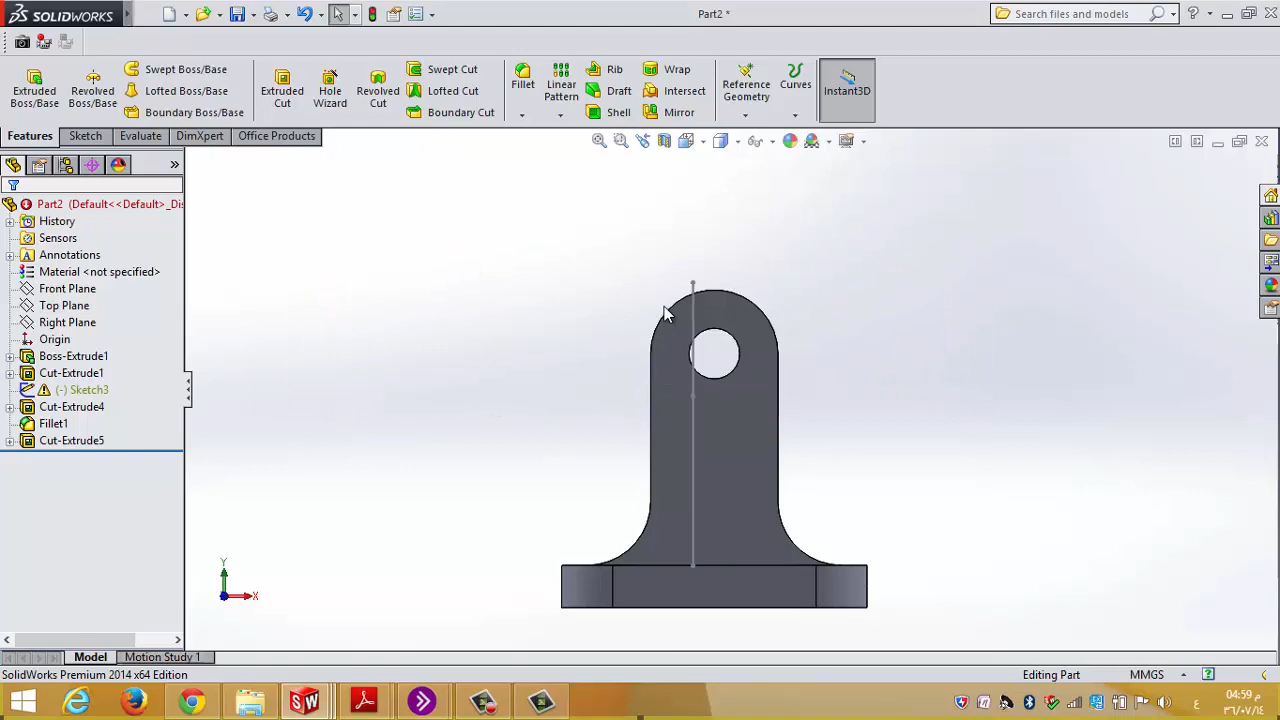 SOLIDWORKS
Part2 *
Search files and models
Extruded Boss/Base
Revolved Boss/Base
Swept Boss/Base
Lofted Boss/Base
Boundary Boss/Base
Extruded Cut
Hole Wizard
Revolved Cut
Swept Cut
Lofted Cut
Boundary Cut
Fillet
Linear Pattern
Rib
Draft
Shell
Wrap
Intersect
Mirror
Reference Geometry
Curves
Instant3D
Features
Sketch
Evaluate
DimXpert
Office Products
Part2 (Default<<Default>_Dis
History
Sensors
Annotations
Material <not specified>
Front Plane
Top Plane
Right Plane
Origin
Boss-Extrude1
Cut-Extrude1
(-) Sketch3
Cut-Extrude4
Fillet1
Cut-Extrude5
Y
X
Model
Motion Study 1
SolidWorks Premium 2014 x64 Edition
Editing Part
MMGS
ع
04:59 م